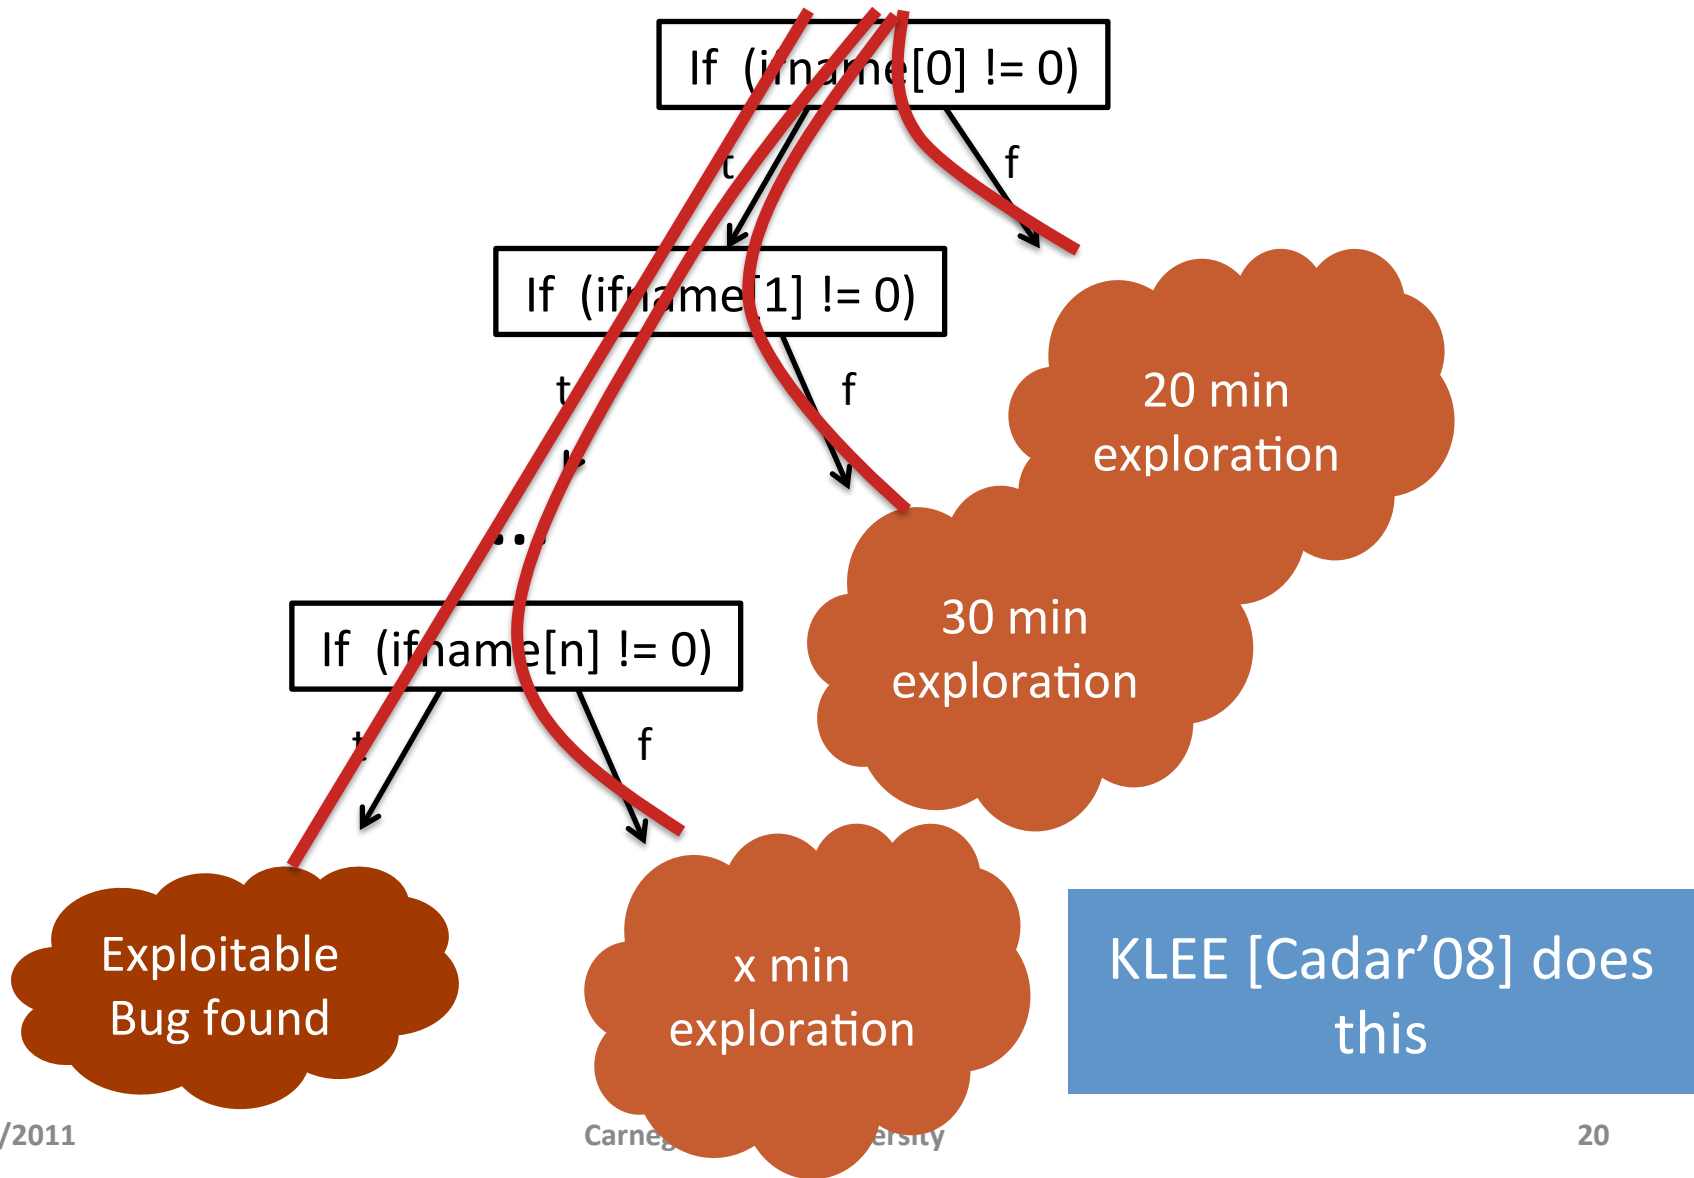 If (ifname[0] != 0)
t
f
If (ifname[1] != 0)
t
f
20 min
exploration
...
30 min
exploration
If (ifname[n] != 0)
t
f
Exploitable
Bug found
x min
exploration
KLEE [Cadar’08] does
this
/2011
20